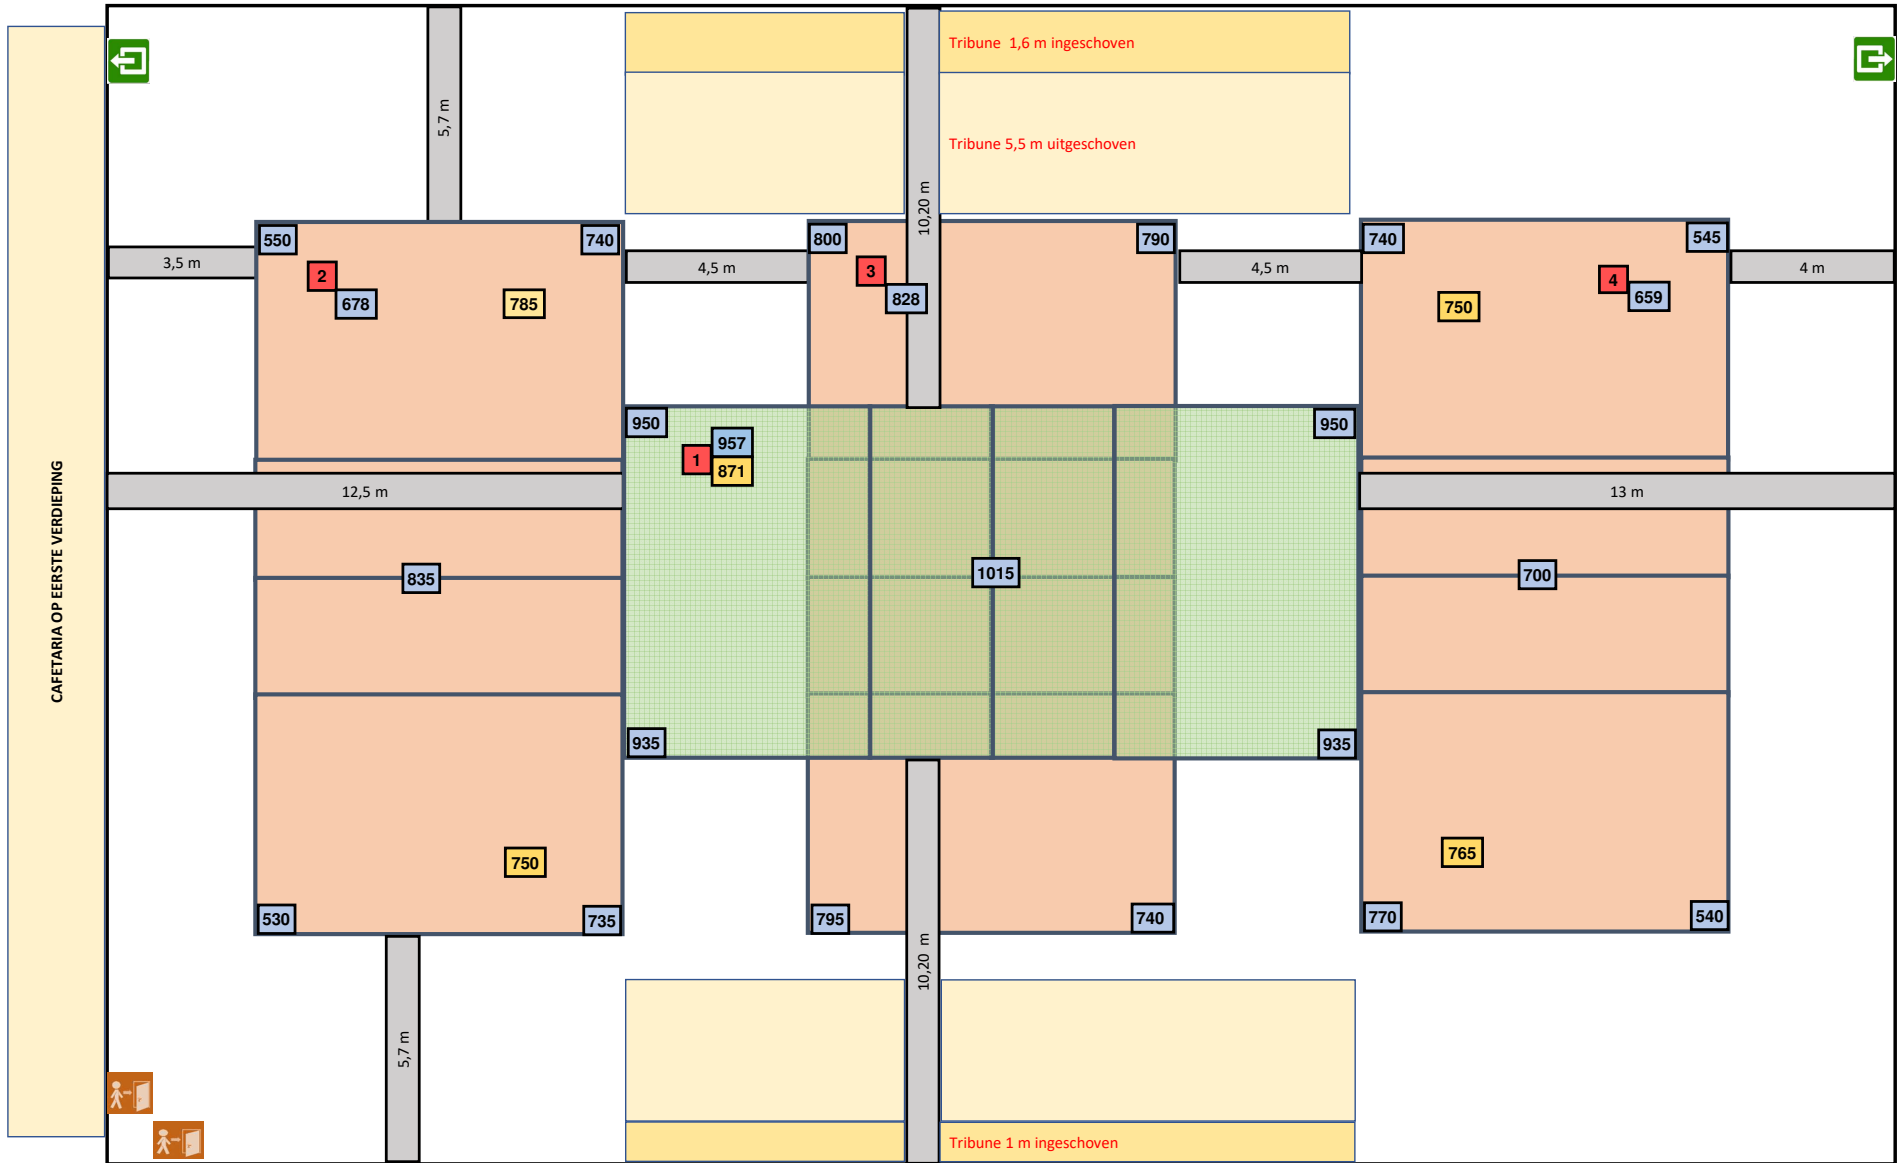 Tribune 1,6 m ingeschoven
5,7 m
Tribune 5,5 m uitgeschoven
10,20 m
550
740
800
790
740
545
3,5 m
4,5 m
4,5 m
4 m
2
678
785
3
828
750
4
659
950
957
1
871
950
12,5 m
13 m
CAFETARIA OP EERSTE VERDIEPING
835
1015
700
935
935
750
765
530
735
795
740
770
540
10,20 m
5,7 m
Tribune 1 m ingeschoven